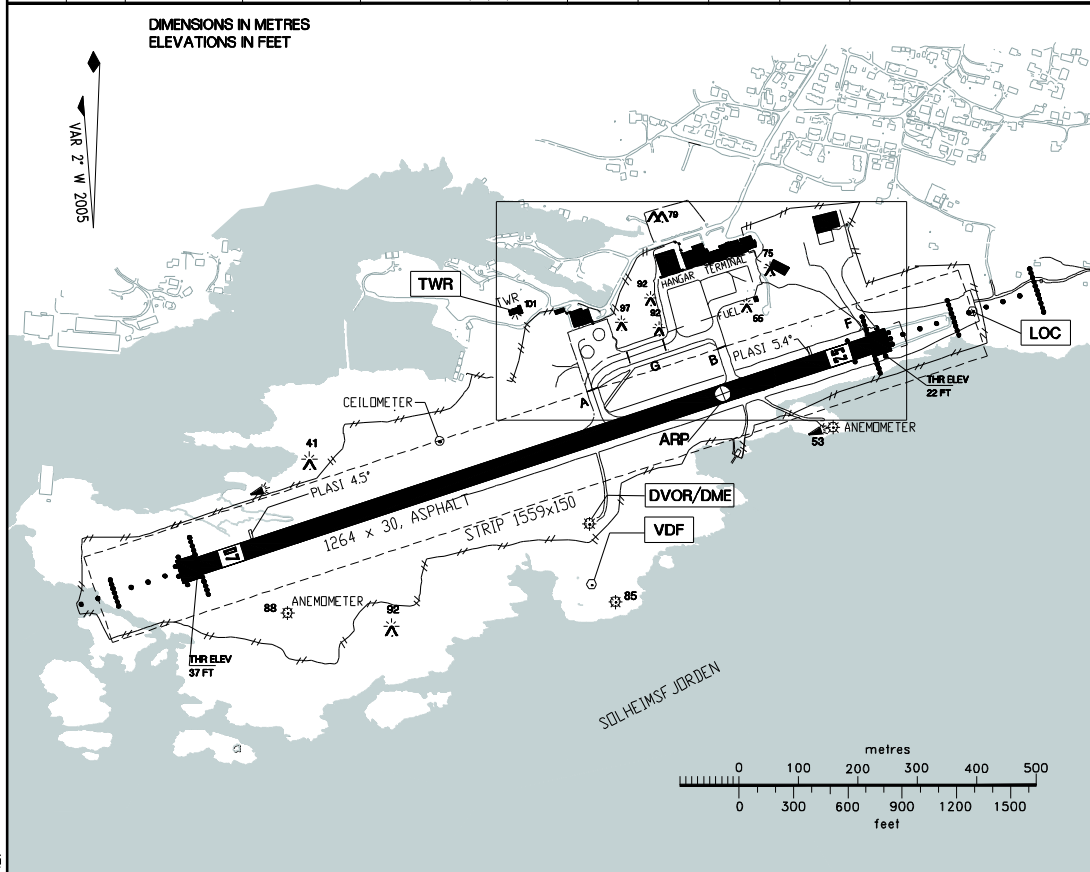 DIMENSIONS IN METRES
ELEVATIONS IN FEET
VAR 2° W 2005
79
75
HANGAR TERMINAL
TWR
TWR
101
92
92
97
FUEL
55
LOC
F
PLASI 5.4°
B
G
A
27
THR ELEV
22 FT
CEILOMETER
ARP
ANEMOMETER
53
41
PLASI 4.5°
DVOR/DME
1264 x 30, ASPHALT
STRIP 1559x150
VDF
07
ANEMOMETER
88
92
85
THR ELEV
37 FT
SOLHEIMSFJORDEN
metres
0 100 200 300 400 500
0 300 600 900 1200 1500
feet